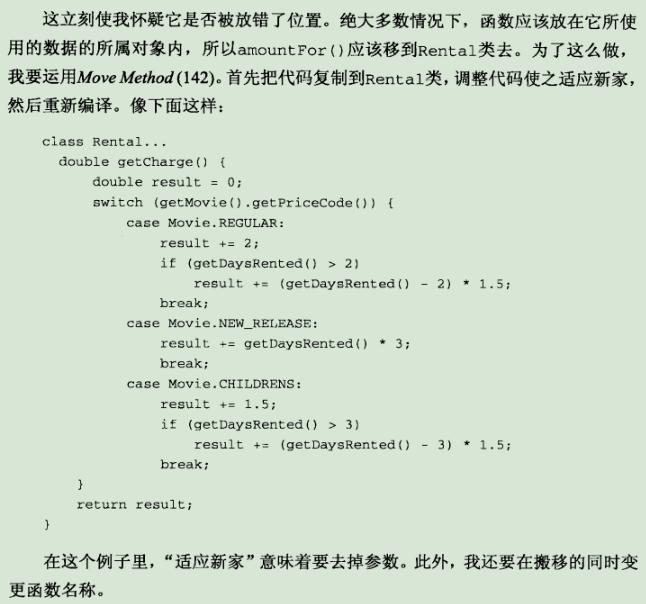 这立刻使我怀疑它是否被放错了位置。绝大多数情况下，函数应该放在它所使
用的数据的所属对象内，所以amountFor()应该移到Rental类去。为了这么做，
我要运用Move Method (142)。首先把代码复制到Rental类，调整代码使之适应新家，
然后重新编译。像下面这样：
class Rental...
  double getCharge() {
      double result = 0;
      switch (getMovie().getPriceCode()) {
          case Movie.REGULAR:
              result += 2;
              if (getDaysRented() > 2)
                  result += (getDaysRented() - 2) * 1.5;
              break;
          case Movie.NEW_RELEASE:
              result += getDaysRented() * 3;
              break;
          case Movie.CHILDRENS:
              result += 1.5;
              if (getDaysRented() > 3)
                  result += (getDaysRented() - 3) * 1.5;
              break;
      }
      return result;
}
在这个例子里，“适应新家”意味着要去掉参数。此外，我还要在搬移的同时变
更函数名称。